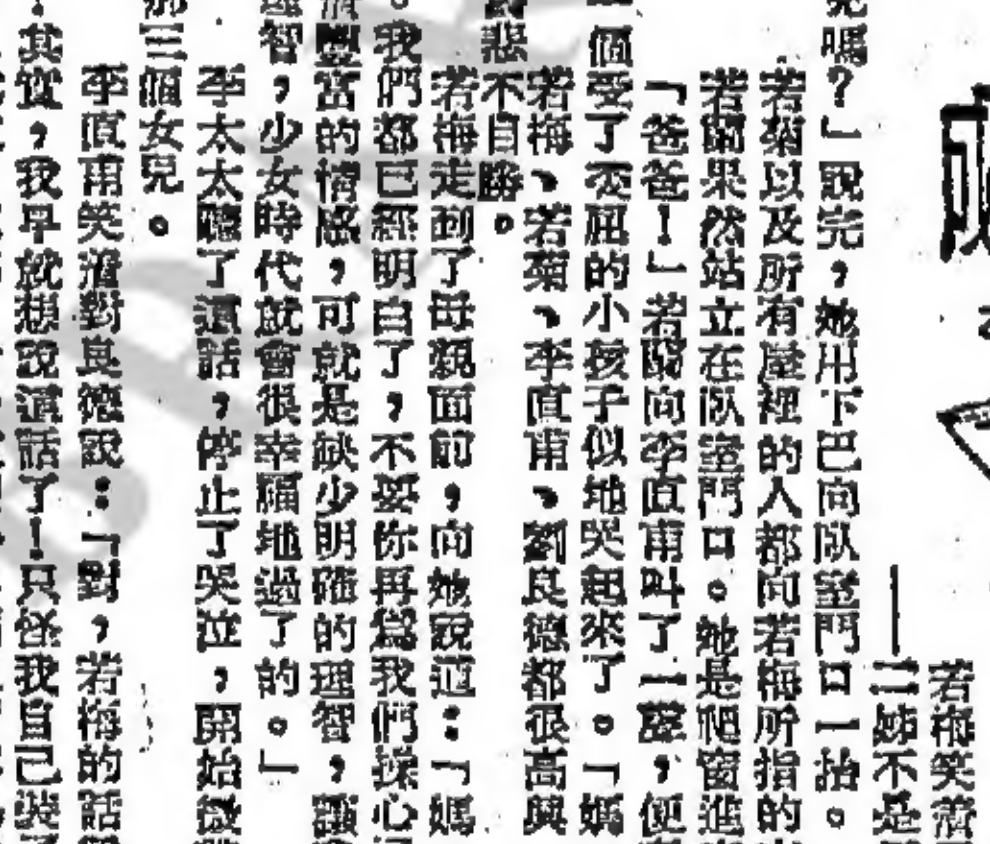 若梅笑着
——二姊不是
嗎？」說完，她用下巴向臥室門口一抬。
若菊以及所有屋裡的人都向若梅所指的
若蘭果然站立在臥室門口。她是爬窗進
「爸爸！」若蘭向李直甫叫了一聲，便
個受了委屈的小孩子似地哭起來了。「媽
若梅、若菊、李直甫、劉良德都很高興
悲不自勝。
若梅走到了母親面前，向她說道：「媽
。我們都已經明白了，不要你再爲我們操心
豐富的情感，可就是缺少明確的理智，讓
理智，少女時代就會很幸福地過了的。」
李太太聽了這話，停止了哭泣，開始微
那三個女兒。
李直甫笑着對良德說：「對，若梅的話
其實，我早就想說這話了！只怪我自己